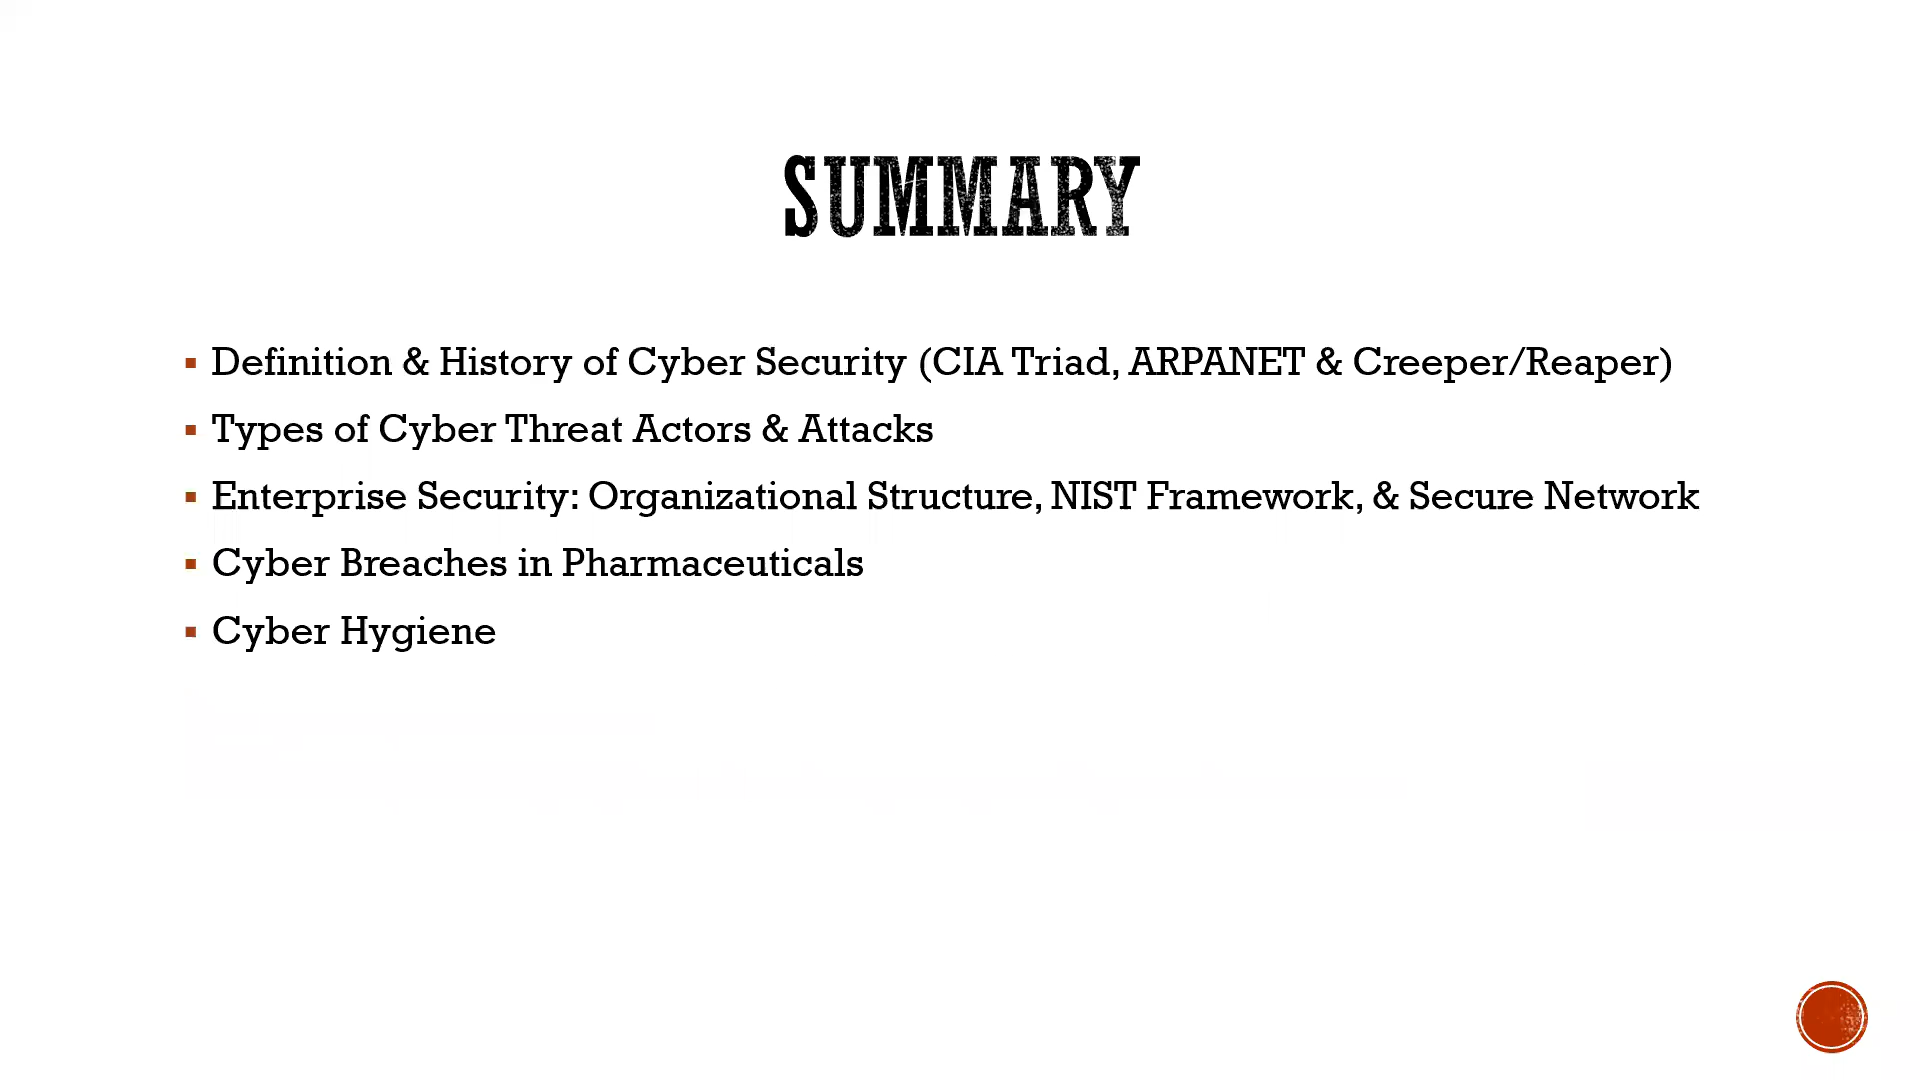 SUMMARY
▪ Definition & History of Cyber Security (CIA Triad, ARPANET & Creeper/Reaper)
▪ Types of Cyber Threat Actors & Attacks
▪ Enterprise Security: Organizational Structure, NIST Framework, & Secure Network
▪ Cyber Breaches in Pharmaceuticals
▪ Cyber Hygiene